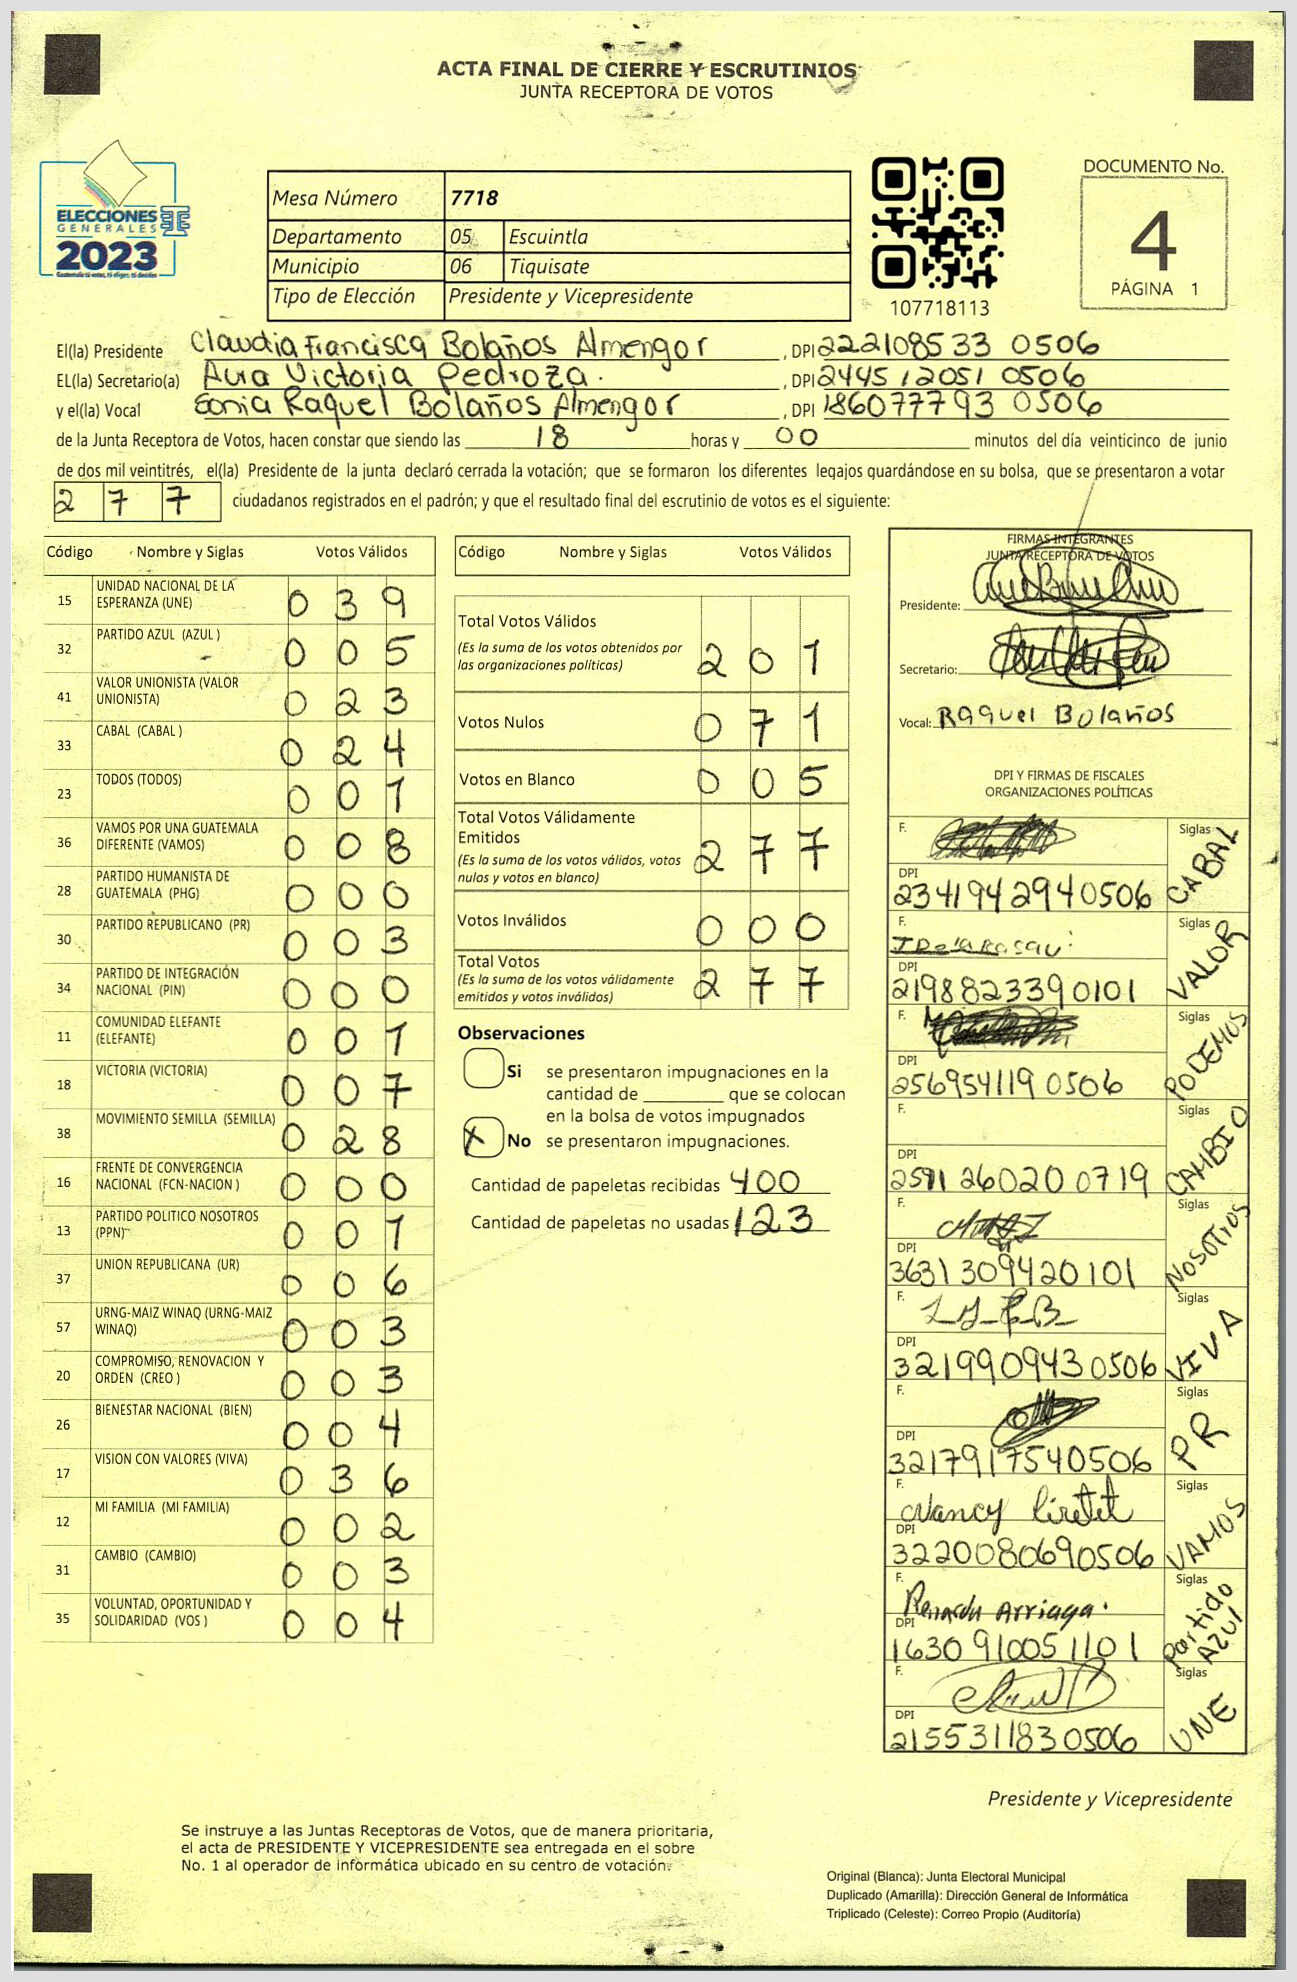 ACTA FINAL DE CIERRE Y ESCRUTINIOS
JUNTA RECEPTORA DE VOTOS
ELECCIONES
GENERALES
2023
Mesa Número 7718
Departamento 05 Escuintla
Municipio 06 Tiquisate
Tipo de Elección Presidente y Vicepresidente
107718113
DOCUMENTO No.
4
PÁGINA 1
El(la) Presidente Claudia Francisca Bolaños Almengor , DPI 222108533 0506
EL(la) Secretario(a) Aura Victoria Pedroza. , DPI 2445 12051 0506
y el(la) Vocal Sonia Raquel Bolaños Almengor , DPI 186077793 0506
de la Junta Receptora de Votos, hacen constar que siendo las 18 horas y 00 minutos del día veinticinco de junio
de dos mil veintitrés, el(la) Presidente de la junta declaró cerrada la votación; que se formaron los diferentes legajos guardándose en su bolsa, que se presentaron a votar
2 7 7 ciudadanos registrados en el padrón; y que el resultado final del escrutinio de votos es el siguiente:
Código Nombre y Siglas Votos Válidos
15 UNIDAD NACIONAL DE LA ESPERANZA (UNE) 0 3 9
32 PARTIDO AZUL (AZUL ) 0 0 5
41 VALOR UNIONISTA (VALOR UNIONISTA) 0 2 3
33 CABAL (CABAL ) 0 2 4
23 TODOS (TODOS) 0 0 1
36 VAMOS POR UNA GUATEMALA DIFERENTE (VAMOS) 0 0 8
28 PARTIDO HUMANISTA DE GUATEMALA (PHG) 0 0 0
30 PARTIDO REPUBLICANO (PR) 0 0 3
34 PARTIDO DE INTEGRACIÓN NACIONAL (PIN) 0 0 0
11 COMUNIDAD ELEFANTE (ELEFANTE) 0 0 1
18 VICTORIA (VICTORIA) 0 0 7
38 MOVIMIENTO SEMILLA (SEMILLA) 0 2 8
16 FRENTE DE CONVERGENCIA NACIONAL (FCN-NACION ) 0 0 0
13 PARTIDO POLITICO NOSOTROS (PPN) 0 0 1
37 UNION REPUBLICANA (UR) 0 0 6
57 URNG-MAIZ WINAQ (URNG-MAIZ WINAQ) 0 0 3
20 COMPROMISO, RENOVACION Y ORDEN (CREO ) 0 0 3
26 BIENESTAR NACIONAL (BIEN) 0 0 4
17 VISION CON VALORES (VIVA) 0 3 6
12 MI FAMILIA (MI FAMILIA) 0 0 2
31 CAMBIO (CAMBIO) 0 0 3
35 VOLUNTAD, OPORTUNIDAD Y SOLIDARIDAD (VOS ) 0 0 4
Código Nombre y Siglas Votos Válidos
Total Votos Válidos
(Es la suma de los votos obtenidos por las organizaciones políticas) 2 0 1
Votos Nulos 0 7 1
Votos en Blanco 0 0 5
Total Votos Válidamente Emitidos
(Es la suma de los votos válidos, votos nulos y votos en blanco) 2 7 7
Votos Inválidos 0 0 0
Total Votos
(Es la suma de los votos válidamente emitidos y votos inválidos) 2 7 7
Observaciones
Si se presentaron impugnaciones en la
cantidad de ________ que se colocan
en la bolsa de votos impugnados
X No se presentaron impugnaciones.
Cantidad de papeletas recibidas 400
Cantidad de papeletas no usadas 123
FIRMAS INTEGRANTES
JUNTA RECEPTORA DE VOTOS
Presidente:
Secretario:
Vocal: Raquel Bolaños
DPI Y FIRMAS DE FISCALES
ORGANIZACIONES POLÍTICAS
F. Siglas CABAL
DPI 2341942940506
F. Siglas VALOR
DPI 2198823390101
F. Siglas PODEMOS
DPI 256954119 0506
F. Siglas CAMBIO
DPI 2591 26020 0719
F. Siglas NOSOTROS
DPI 3631309420101
F. Siglas VIVA
DPI 3219909430506
F. Siglas PR
DPI 3217917540506
F. Nancy Siglas VAMOS
DPI 3220080690506
F. Arriaga. Siglas Partido AZUL
DPI 1630 910051101
F. Siglas UNE
DPI 2155311830506
Presidente y Vicepresidente
Se instruye a las Juntas Receptoras de Votos, que de manera prioritaria,
el acta de PRESIDENTE Y VICEPRESIDENTE sea entregada en el sobre
No. 1 al operador de informática ubicado en su centro de votación.
Original (Blanca): Junta Electoral Municipal
Duplicado (Amarilla): Dirección General de Informática
Triplicado (Celeste): Correo Propio (Auditoría)